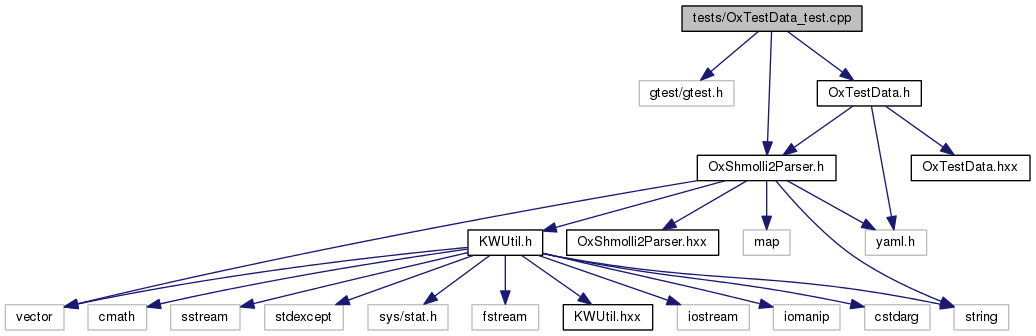 tests/OxTestData_test.cpp
gtest/gtest.h
OxTestData.h
OxShmolli2Parser.h
OxTestData.hxx
KWUtil.h
OxShmolli2Parser.hxx
map
yaml.h
vector
cmath
sstream
stdexcept
sys/stat.h
fstream
KWUtil.hxx
iostream
iomanip
cstdarg
string